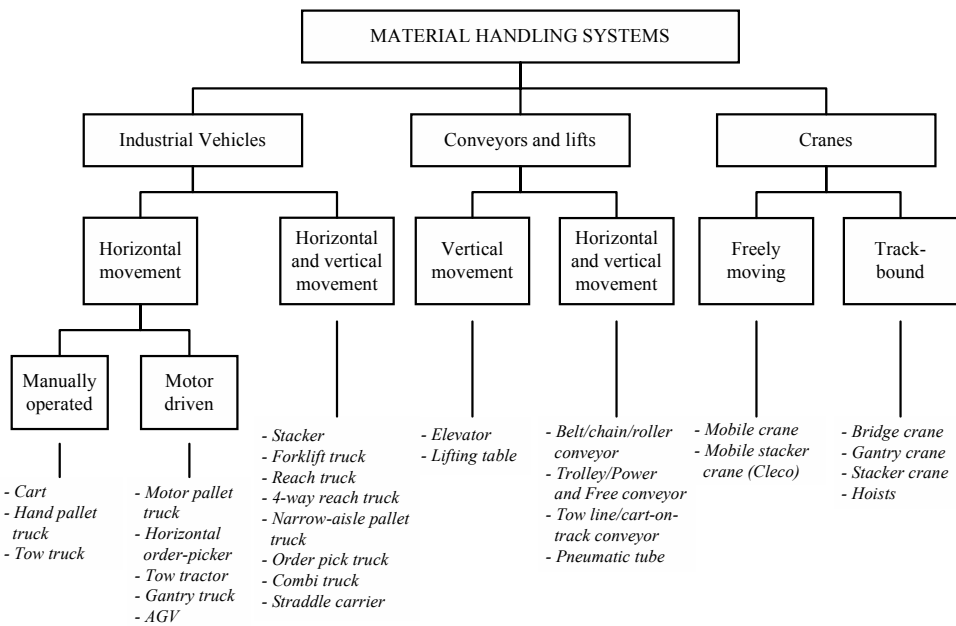 MATERIAL HANDLING SYSTEMS
Industrial Vehicles
Conveyors and lifts
Cranes
Horizontal
movement
Horizontal
and vertical
movement
Vertical
movement
Horizontal
and vertical
movement
Freely
moving
Track-
bound
Manually
operated
Motor
driven
- Cart
- Hand pallet
truck
- Tow truck
- Motor pallet
truck
- Horizontal
order-picker
- Tow tractor
- Gantry truck
- AGV
- Stacker
- Forklift truck
- Reach truck
- 4-way reach truck
- Narrow-aisle pallet
truck
- Order pick truck
- Combi truck
- Straddle carrier
- Elevator
- Lifting table
- Belt/chain/roller
conveyor
- Trolley/Power
and Free conveyor
- Tow line/cart-on-
track conveyor
- Pneumatic tube
- Mobile crane
- Mobile stacker
crane (Cleco)
- Bridge crane
- Gantry crane
- Stacker crane
- Hoists